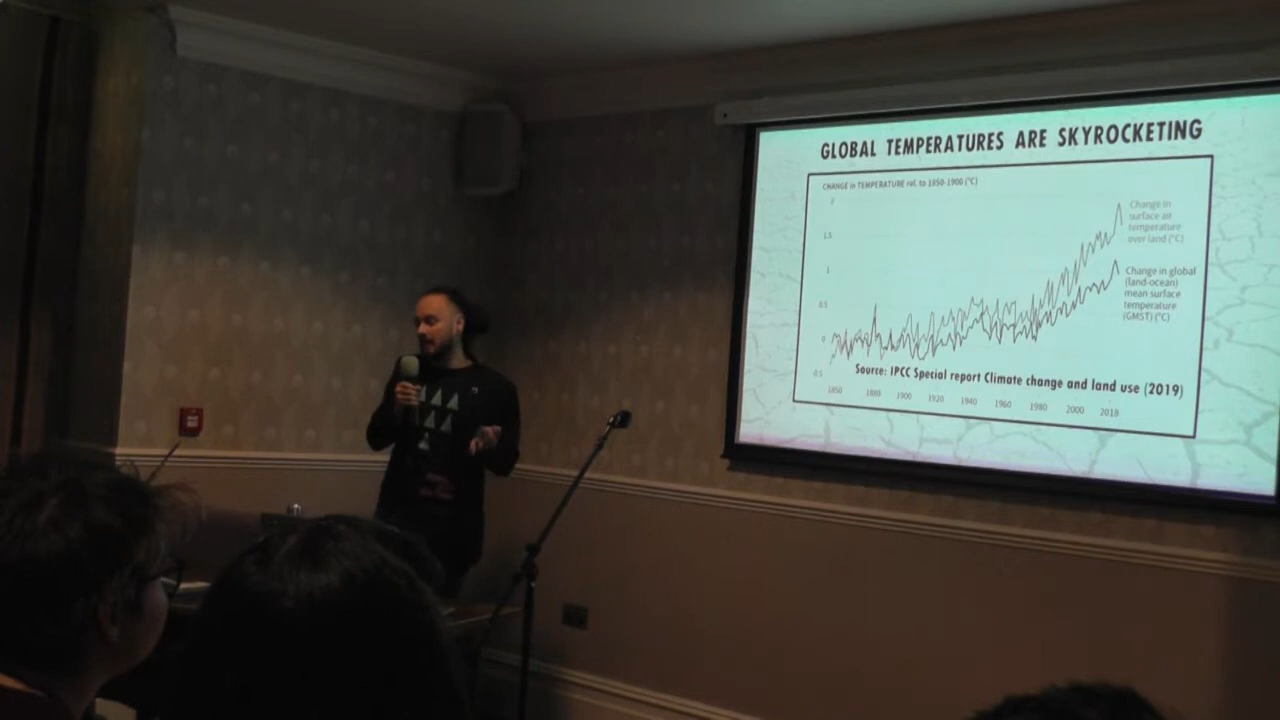 GLOBAL TEMPERATURES ARE SKYROCKETING
CHANGE in TEMPERATURE rel. to 1850-1900 (°C)
2
1.5
1
0.5
0
-0.5
Change in
surface air
temperature
over land (°C)
Change in global
(land-ocean)
mean surface
temperature
(GMST) (°C)
Source: IPCC Special report Climate change and land use (2019)
1850 1880 1900 1920 1940 1960 1980 2000 2018